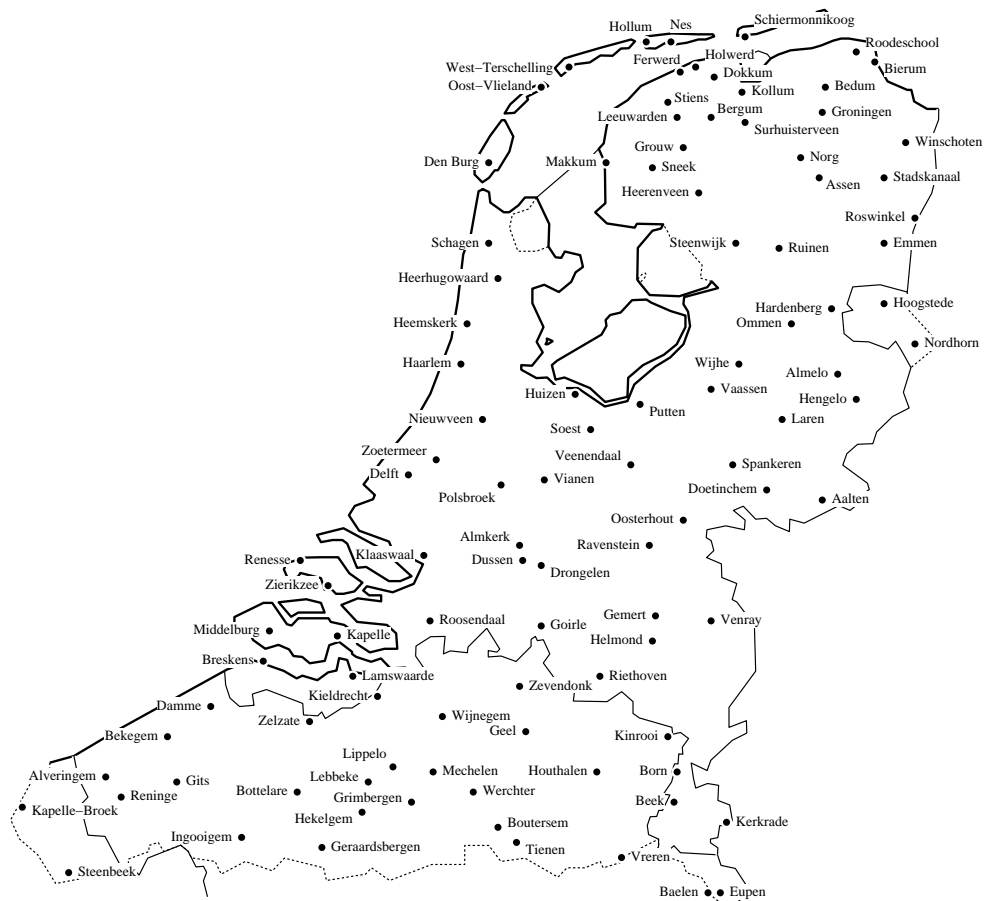 Schiermonnikoog
Hollum
Nes
Roodeschool
Holwerd
Ferwerd
Bierum
West−Terschelling
Dokkum
Oost−Vlieland
Kollum
Bedum
Stiens
Leeuwarden
Bergum
Groningen
Surhuisterveen
Winschoten
Grouw
Norg
Den Burg
Makkum
Sneek
Assen
Stadskanaal
Heerenveen
Roswinkel
Schagen
Steenwijk
Ruinen
Emmen
Heerhugowaard
Hoogstede
Hardenberg
Heemskerk
Ommen
Nordhorn
Haarlem
Wijhe
Almelo
Vaassen
Huizen
Hengelo
Putten
Nieuwveen
Laren
Soest
Zoetermeer
Veenendaal
Spankeren
Delft
Vianen
Polsbroek
Doetinchem
Aalten
Oosterhout
Almkerk
Ravenstein
Klaaswaal
Renesse
Dussen
Drongelen
Zierikzee
Gemert
Roosendaal
Goirle
Venray
Middelburg
Kapelle
Helmond
Breskens
Lamswaarde
Riethoven
Zevendonk
Kieldrecht
Damme
Zelzate
Wijnegem
Geel
Bekegem
Kinrooi
Lippelo
Alveringem
Mechelen
Houthalen
Born
Gits
Lebbeke
Bottelare
Werchter
Reninge
Grimbergen
Beek
Kapelle−Broek
Hekelgem
Kerkrade
Boutersem
Ingooigem
Geraardsbergen
Tienen
Vreren
Steenbeek
Baelen
Eupen